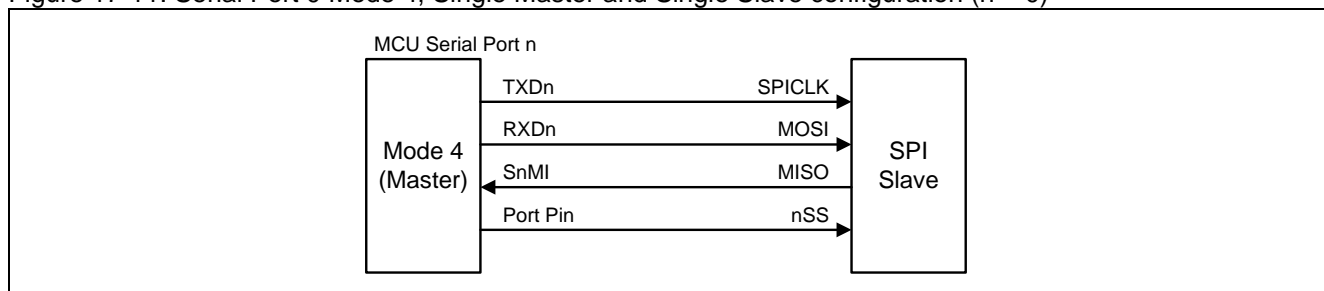 MCU Serial Port n
TXDn SPICLK
RXDn MOSI
Mode 4 SPI
(Master) Slave
SnMI MISO
Port Pin nSS